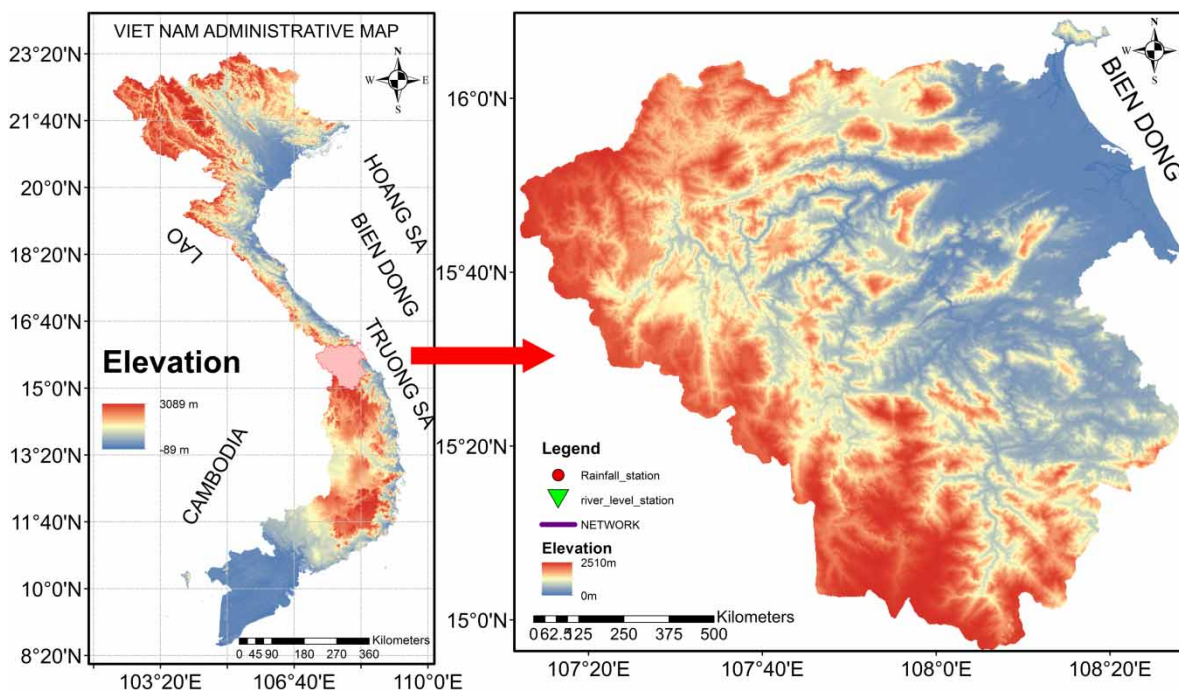 VIET NAM ADMINISTRATIVE MAP
N
W E
S
23°20'N
21°40'N
20°0'N
18°20'N
16°40'N
15°0'N
13°20'N
11°40'N
10°0'N
8°20'N
HOANG SA
BIEN DONG
TRUONG SA
LAO
CAMBODIA
Elevation
3089 m
-89 m
Kilometers
0 45 90 180 270 360
103°20'E 106°40'E 110°0'E
N
W E
S
BIEN DONG
16°0'N
15°40'N
15°20'N
15°0'N
Legend
Rainfall_station
river_level_station
NETWORK
Elevation
2510m
0m
Kilometers
0 62.5 125 250 375 500
107°20'E 107°40'E 108°0'E 108°20'E